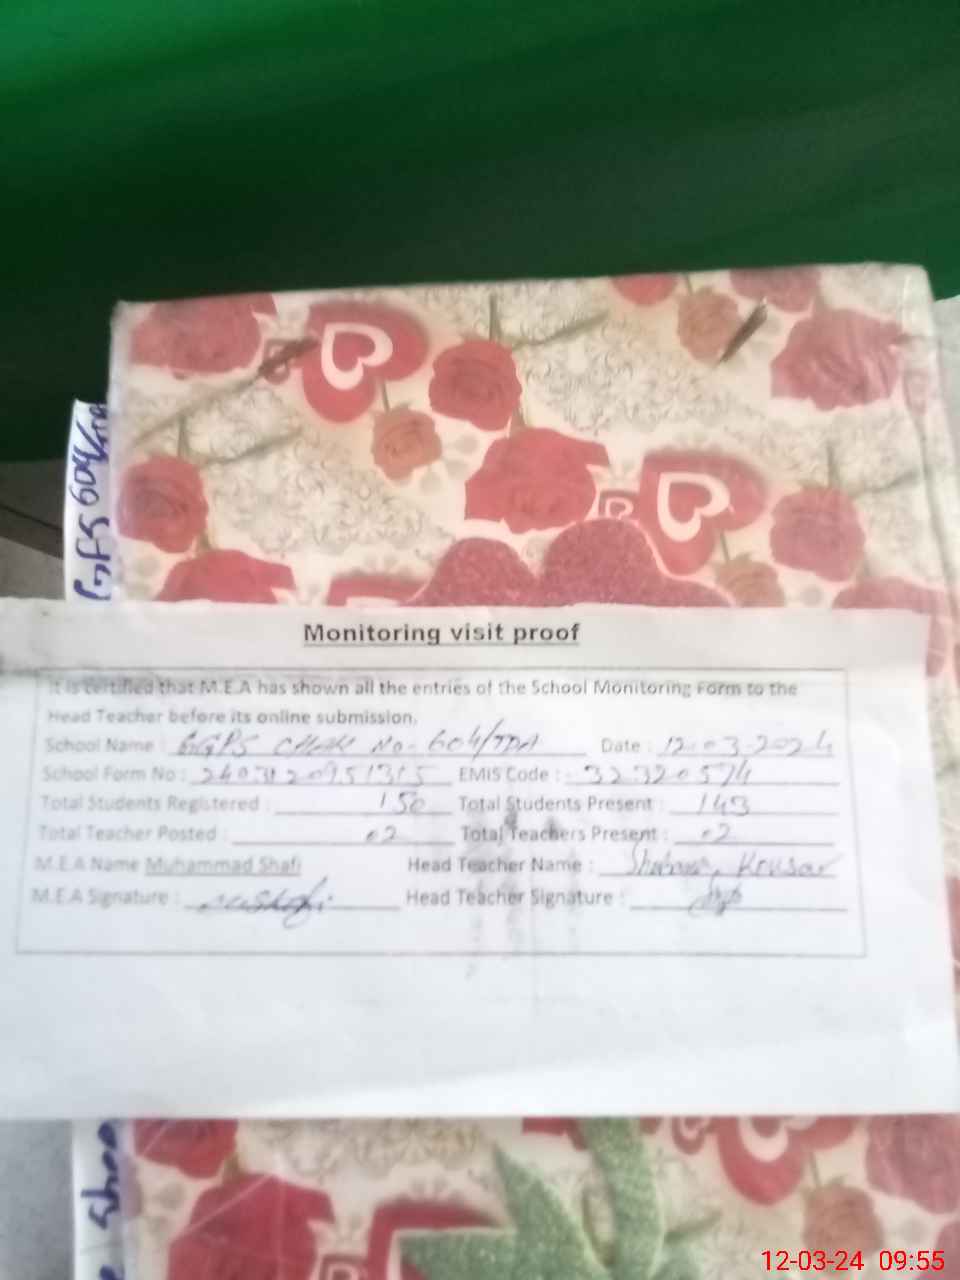 GPS 604/TDA
Monitoring visit proof
It is certified that M.E.A has shown all the entries of the School Monitoring Form to the
Head Teacher before its online submission.
School Name : GGPS CHAK No- 604/TDA Date : 12-03-2024
School Form No : EMIS Code : 32320574
Total Students Registered : 150 Total Students Present : 143
Total Teacher Posted : 02 Total Teachers Present : 02
M.E.A Name Muhammad Shafi Head Teacher Name : Kousar
M.E.A Signature : Head Teacher Signature :
12-03-24 09:55